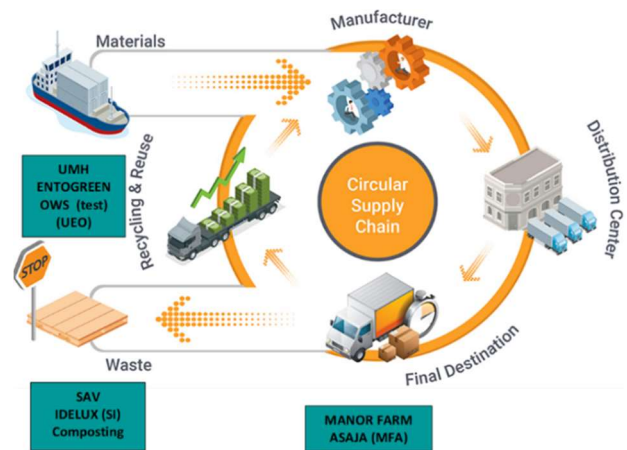 Manufacturer
Materials
Distribution Center
UMH
ENTOGREEN
OWS (test)
(UEO)
Recycling & Reuse
Circular
Supply
Chain
STOP
Final Destination
Waste
SAV
IDELUX (SI)
Composting
MANOR FARM
ASAJA (MFA)